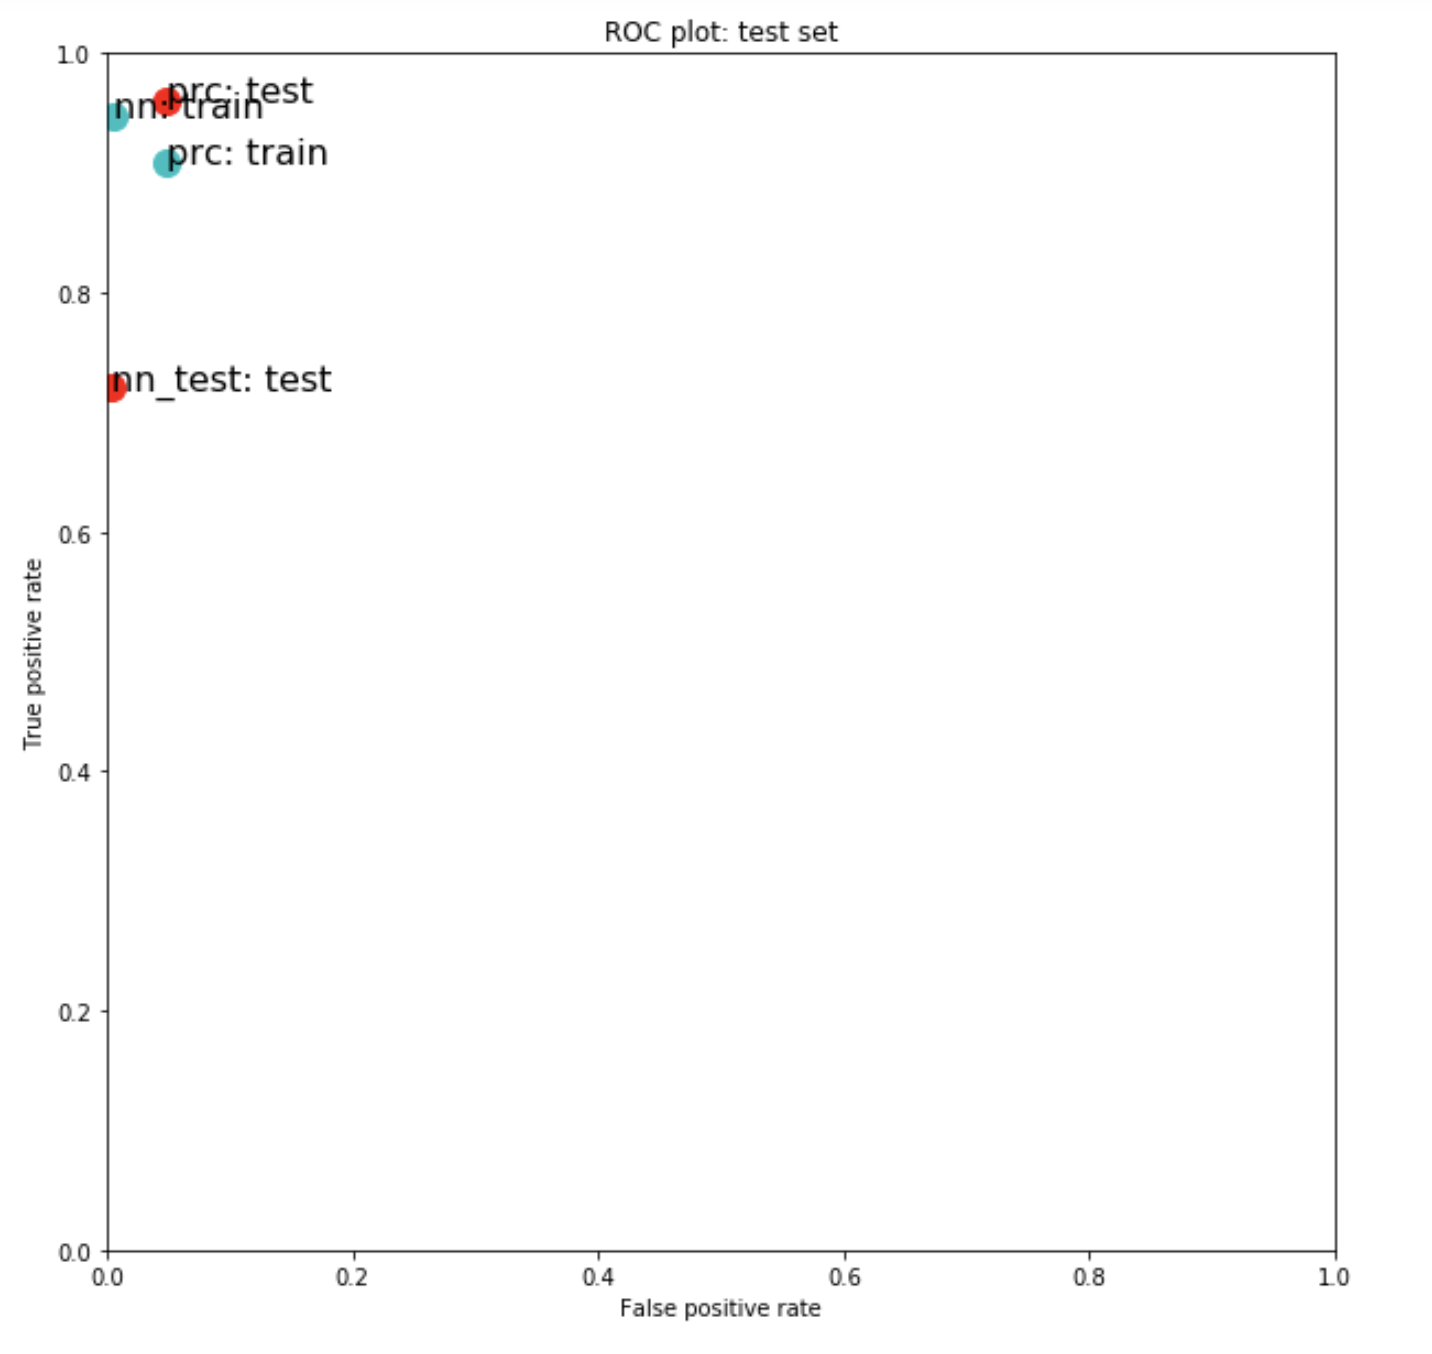 ROC plot: test set
1.0
prc: test
nn: train
prc: train
0.8
nn_test: test
0.6
True positive rate
0.4
0.2
0.0
0.0 0.2 0.4 0.6 0.8 1.0
False positive rate